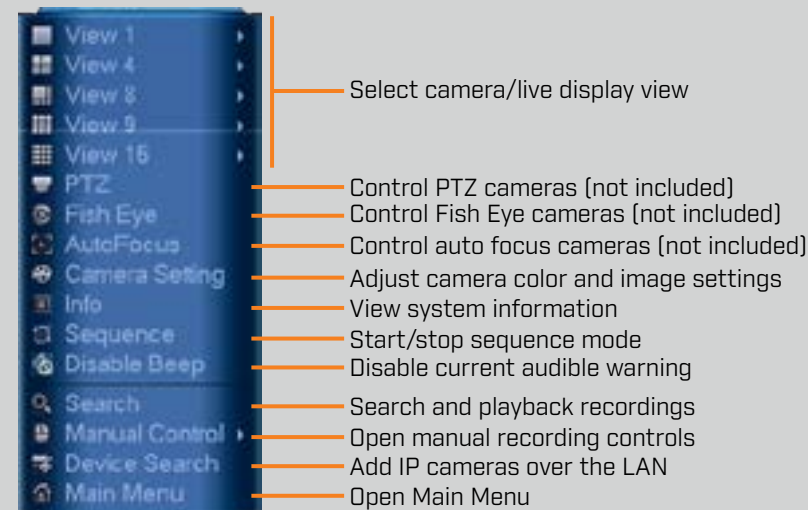 View 1
View 4
View 8
View 9
View 16
Select camera/live display view
PTZ Control PTZ cameras (not included)
Fish Eye Control Fish Eye cameras (not included)
AutoFocus Control auto focus cameras (not included)
Camera Setting Adjust camera color and image settings
Info View system information
Sequence Start/stop sequence mode
Disable Beep Disable current audible warning
Search Search and playback recordings
Manual Control Open manual recording controls
Device Search Add IP cameras over the LAN
Main Menu Open Main Menu